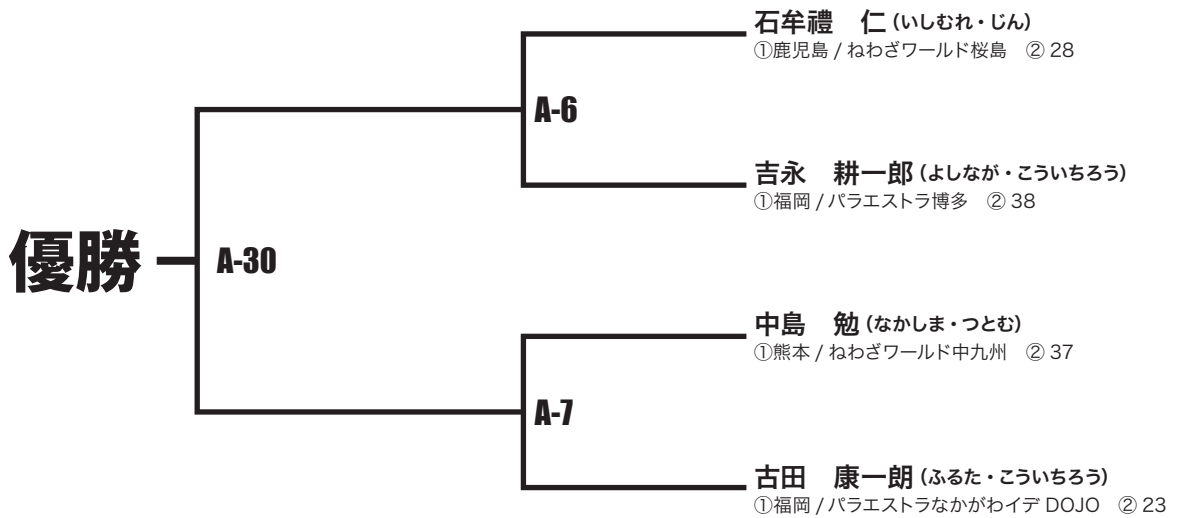 石牟禮　仁（いしむれ・じん）
①鹿児島 / ねわざワールド桜島　② 28
A-6
吉永　耕一郎（よしなが・こういちろう）
①福岡 / パラエストラ博多　② 38
優勝
A-30
中島　勉（なかしま・つとむ）
①熊本 / ねわざワールド中九州　② 37
A-7
古田　康一朗（ふるた・こういちろう）
①福岡 / パラエストラなかがわイデ DOJO　② 23